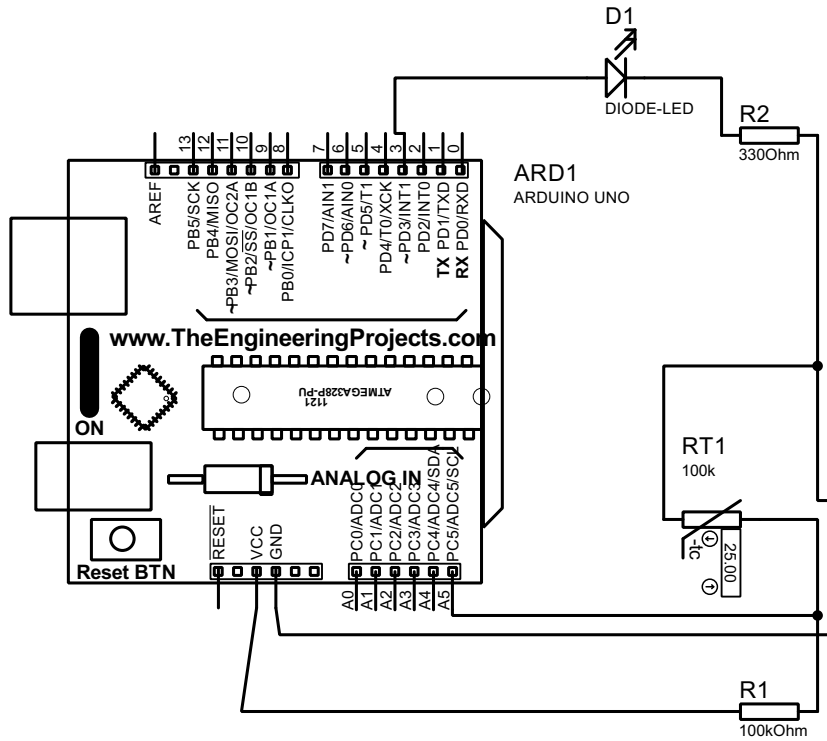 D1
DIODE-LED
R2
330Ohm
ARD1
ARDUINO UNO
AREF
13
12
11
10
9
8
7
6
5
4
3
2
1
0
PB5/SCK
PB4/MISO
~PB3/MOSI/OC2A
~PB2/SS/OC1B
~PB1/OC1A
PB0/ICP1/CLKO
PD7/AIN1
~PD6/AIN0
~PD5/T1
PD4/T0/XCK
~PD3/INT1
PD2/INT0
TX PD1/TXD
RX PD0/RXD
www.TheEngineeringProjects.com
ATMEGA328P-PU
1121
ON
RT1
100k
-tc
25.00
ANALOG IN
Reset BTN
RESET
VCC
GND
PC0/ADC0
PC1/ADC1
PC2/ADC2
PC3/ADC3
PC4/ADC4/SDA
PC5/ADC5/SCL
A0
A1
A2
A3
A4
A5
R1
100kOhm